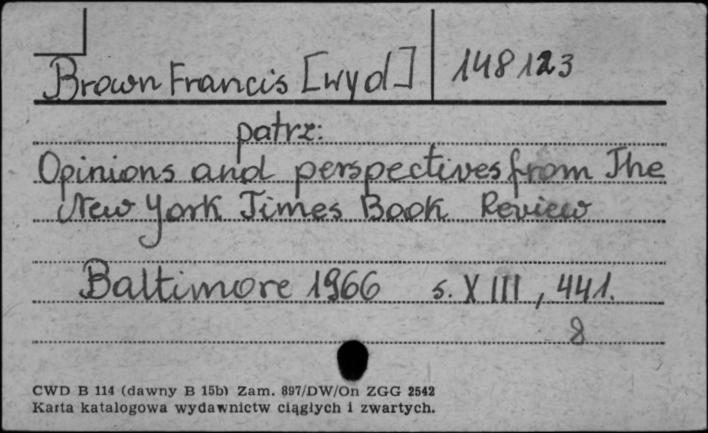 Brown Francis [wyd] 148123
patrz:
Opinions and perspectives from The
New York Times Book Review
Baltimore 1966 s. XIII, 441.
8
CWD B 114 (dawny B 15b) Zam. 897/DW/On ZGG 2542
Karta katalogowa wydawnictw ciągłych i zwartych.